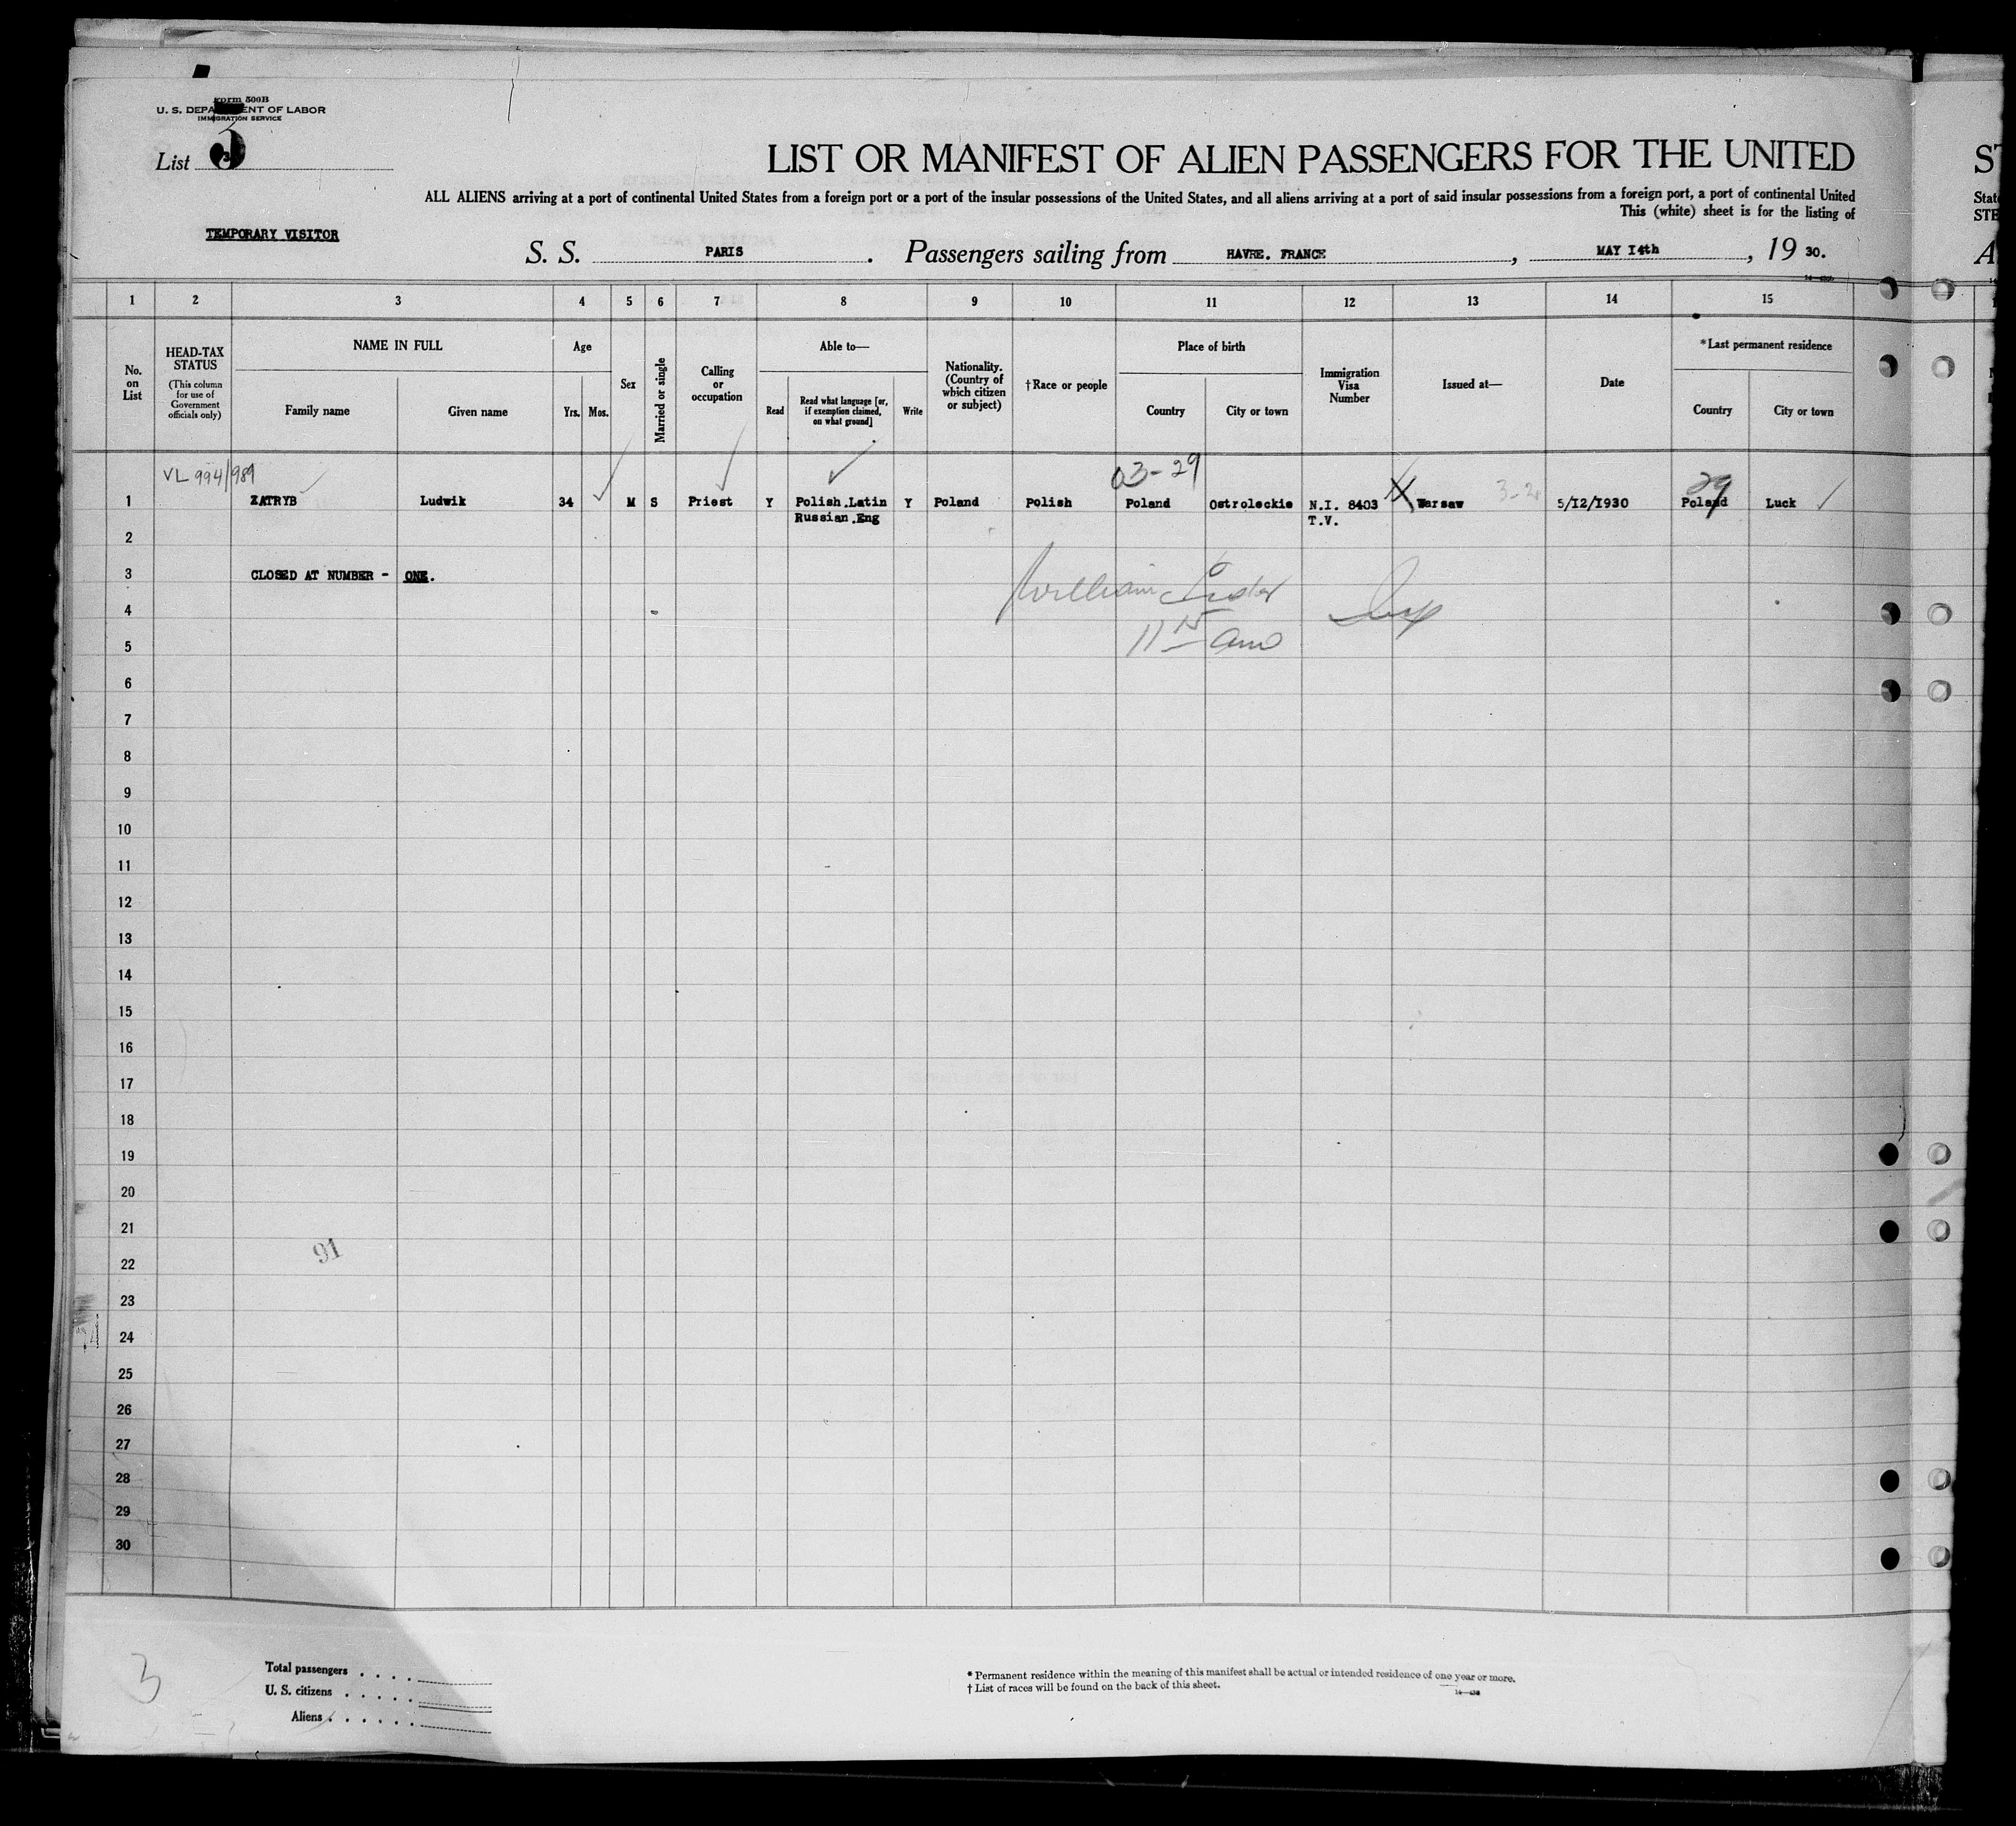 Form 500B
U. S. DEPARTMENT OF LABOR
IMMIGRATION SERVICE
List 3
LIST OR MANIFEST OF ALIEN PASSENGERS FOR THE UNITED
ALL ALIENS arriving at a port of continental United States from a foreign port or a port of the insular possessions of the United States, and all aliens arriving at a port of said insular possessions from a foreign port, a port of continental United
This (white) sheet is for the listing of
TEMPORARY VISITOR
S. S. PARIS. Passengers sailing from HAVRE. FRANCE, MAY I4th, 19 30.
1 2 3 4 5 6 7 8 9 10 11 12 13 14 15
No. on List
HEAD-TAX STATUS
(This column for use of Government officials only)
NAME IN FULL
Family name Given name
Age
Yrs. Mos.
Sex
Married or single
Calling or occupation
Able to—
Read
Read what language [or, if exemption claimed, on what ground]
Write
Nationality. (Country of which citizen or subject)
†Race or people
Place of birth
Country City or town
Immigration Visa Number
Issued at—
Date
*Last permanent residence
Country City or town
VL 994/989
03-29
29
1 ZATRYB Ludwik 34 M S Priest Y Polish.Latin Y Poland Polish Poland Ostroleckie N.I. 8403 Warsaw 5/12/1930 Poland Luck
Russian.Eng T.V.
2
3 CLOSED AT NUMBER - ONE.
William
4
5
6
7
8
9
10
11
12
13
14
15
16
17
18
19
20
21
91
22
23
24
25
26
27
28
29
30
3
Total passengers
U. S. citizens
Aliens
* Permanent residence within the meaning of this manifest shall be actual or intended residence of one year or more.
† List of races will be found on the back of this sheet.
ST
State
STE
A